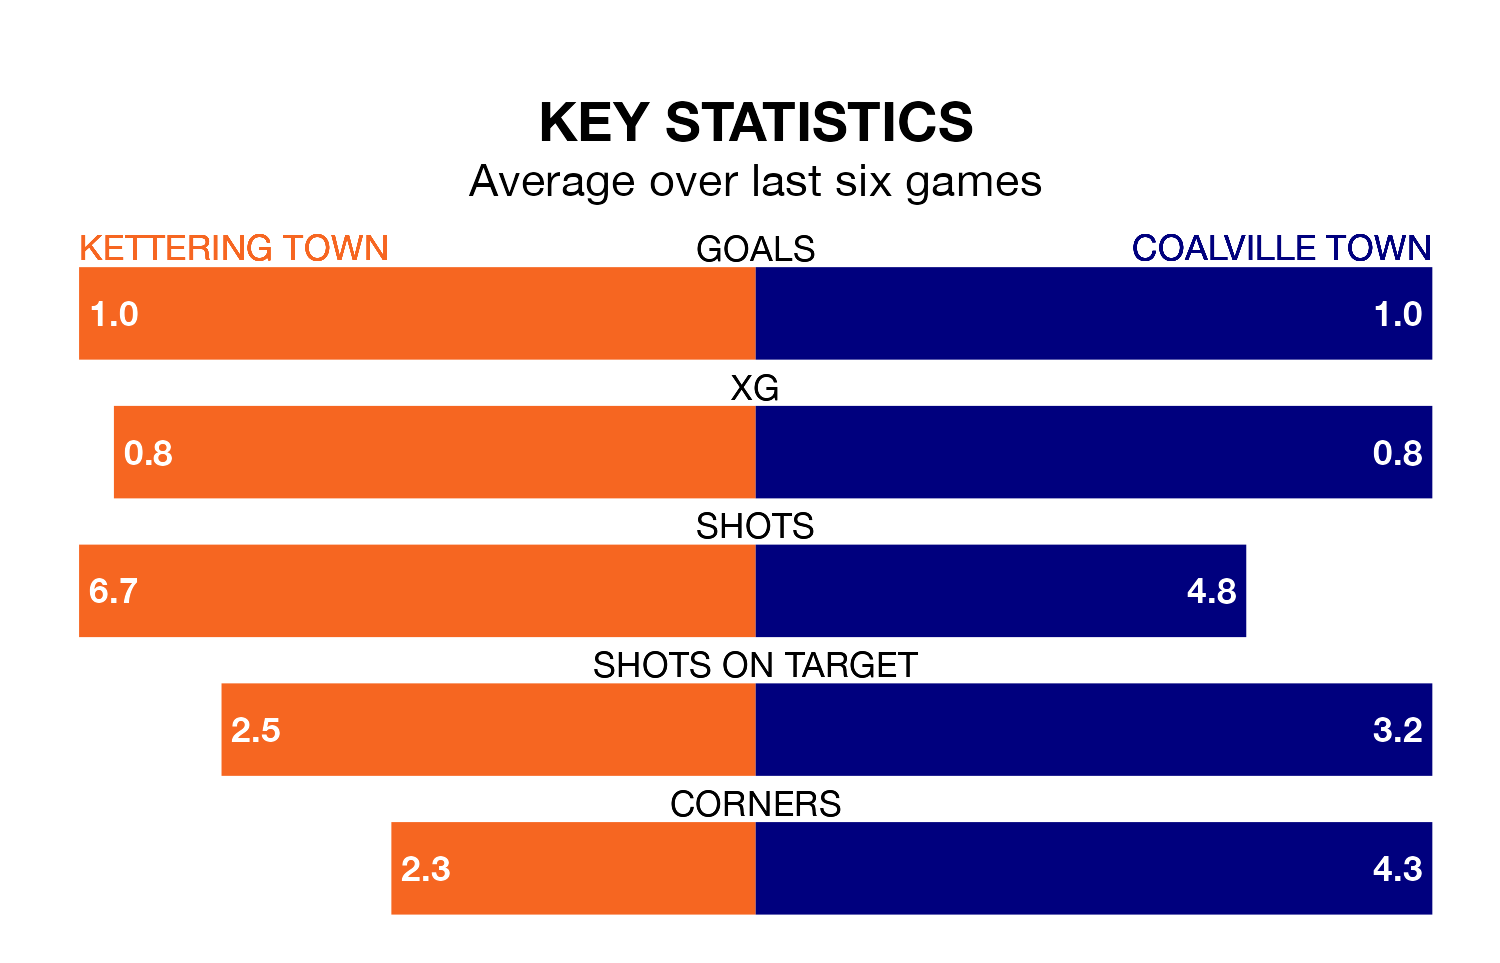 KEY STATISTICS
Average over last six games
KETTERING TOWN GOALS COALVILLE TOWN
1.0 1.0
XG
0.8 0.8
SHOTS
6.7 4.8
SHOTS ON TARGET
2.5 3.2
CORNERS
2.3 4.3